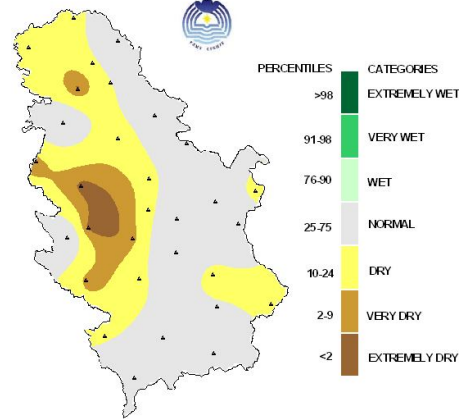 PERCENTILES CATEGORIES
>98 EXTREMELY WET
91-98 VERY WET
76-90 WET
25-75 NORMAL
10-24 DRY
2-9 VERY DRY
<2 EXTREMELY DRY